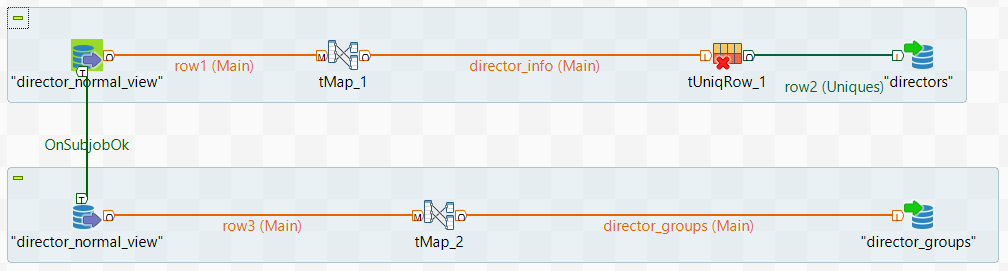 "director_normal_view"
row1 (Main)
tMap_1
director_info (Main)
tUniqRow_1
row2 (Uniques)
"directors"
OnSubjobOk
"director_normal_view"
row3 (Main)
tMap_2
director_groups (Main)
"director_groups"